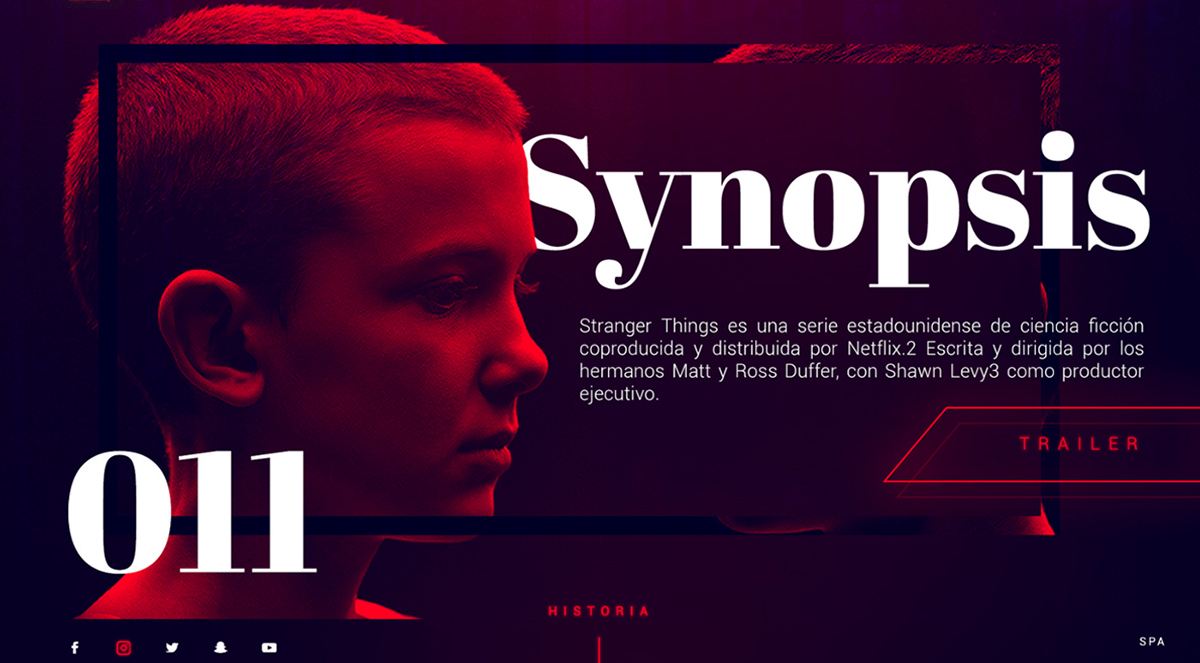 Synopsis
Stranger Things es una serie estadounidense de ciencia ficción
coproducida y distribuida por Netflix.2 Escrita y dirigida por los
hermanos Matt y Ross Duffer, con Shawn Levy3 como productor
ejecutivo.
TRAILER
011
HISTORIA
SPA